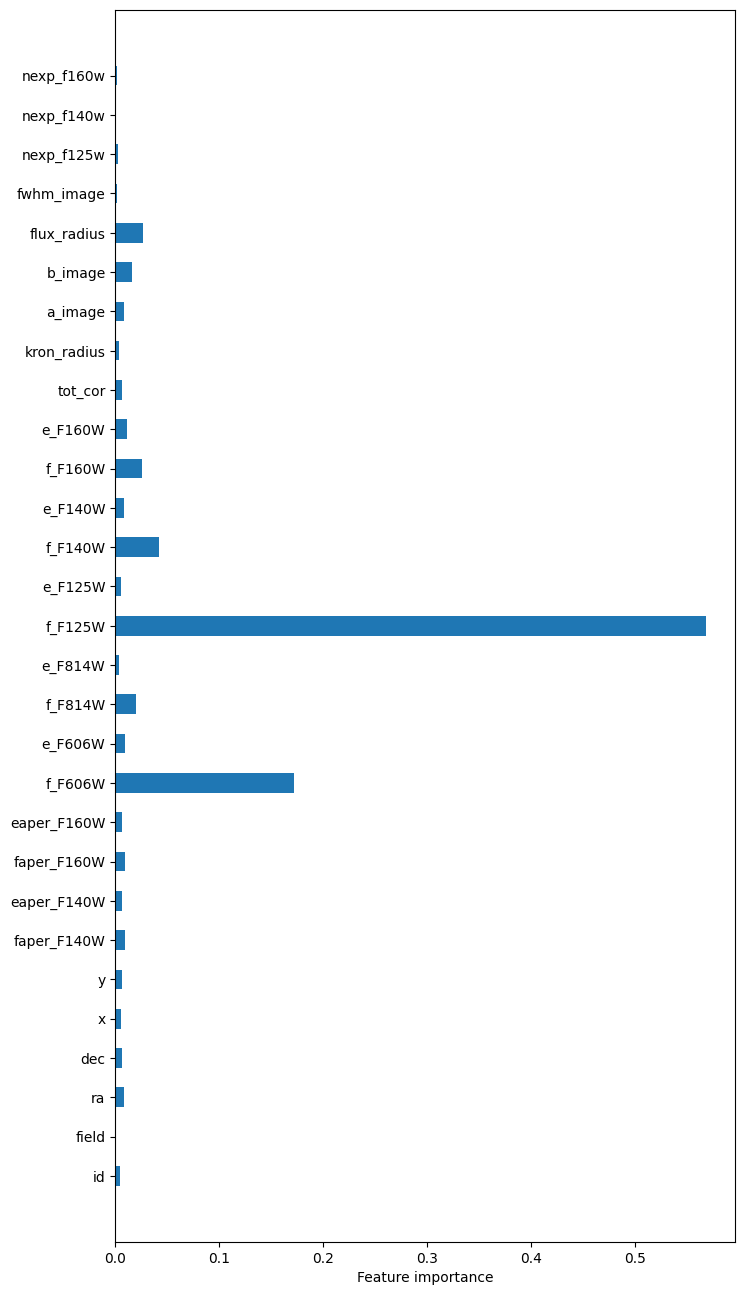 nexp_f160w
nexp_f140w
nexp_f125w
fwhm_image
flux_radius
b_image
a_image
kron_radius
tot_cor
e_F160W
f_F160W
e_F140W
f_F140W
e_F125W
f_F125W
e_F814W
f_F814W
e_F606W
f_F606W
eaper_F160W
faper_F160W
eaper_F140W
faper_F140W
y
x
dec
ra
field
id
0.0 0.1 0.2 0.3 0.4 0.5
Feature importance